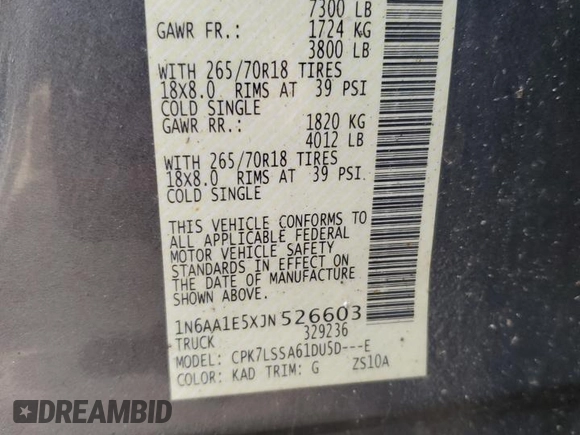 7300 LB
GAWR FR.: 1724 KG
3800 LB
WITH 265/70R18 TIRES
18X8.0 RIMS AT 39 PSI
COLD SINGLE
GAWR RR.: 1820 KG
4012 LB
WITH 265/70R18 TIRES
18X8.0 RIMS AT 39 PSI
COLD SINGLE
THIS VEHICLE CONFORMS TO
ALL APPLICABLE FEDERAL
MOTOR VEHICLE SAFETY
STANDARDS IN EFFECT ON
THE DATE OF MANUFACTURE
SHOWN ABOVE.
1N6AA1E5XJN526603
TRUCK 329236
MODEL: CPK7LSSA61DU5D---E
COLOR: KAD TRIM: G ZS10A
DREAMBID